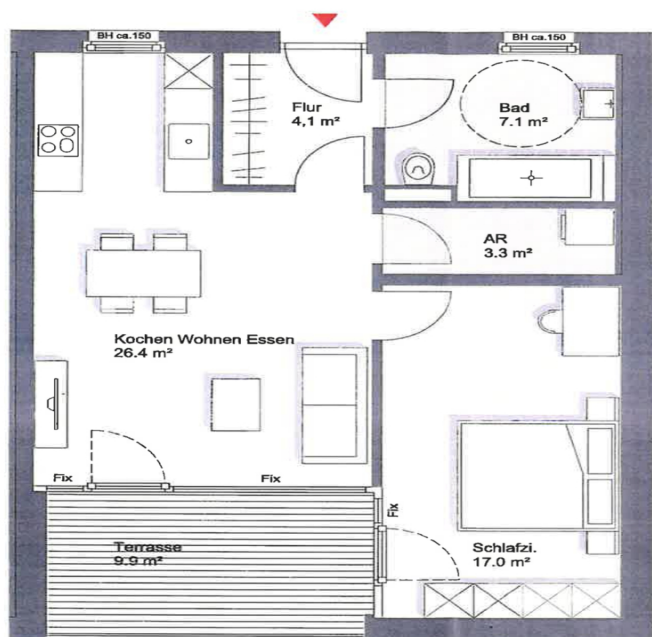 BH ca.150
BH ca.150
Flur
4,1 m²
Bad
7.1 m²
AR
3.3 m²
Kochen Wohnen Essen
26.4 m²
Fix
Fix
Fix
Terrasse
9.9 m²
Schlafzi.
17.0 m²